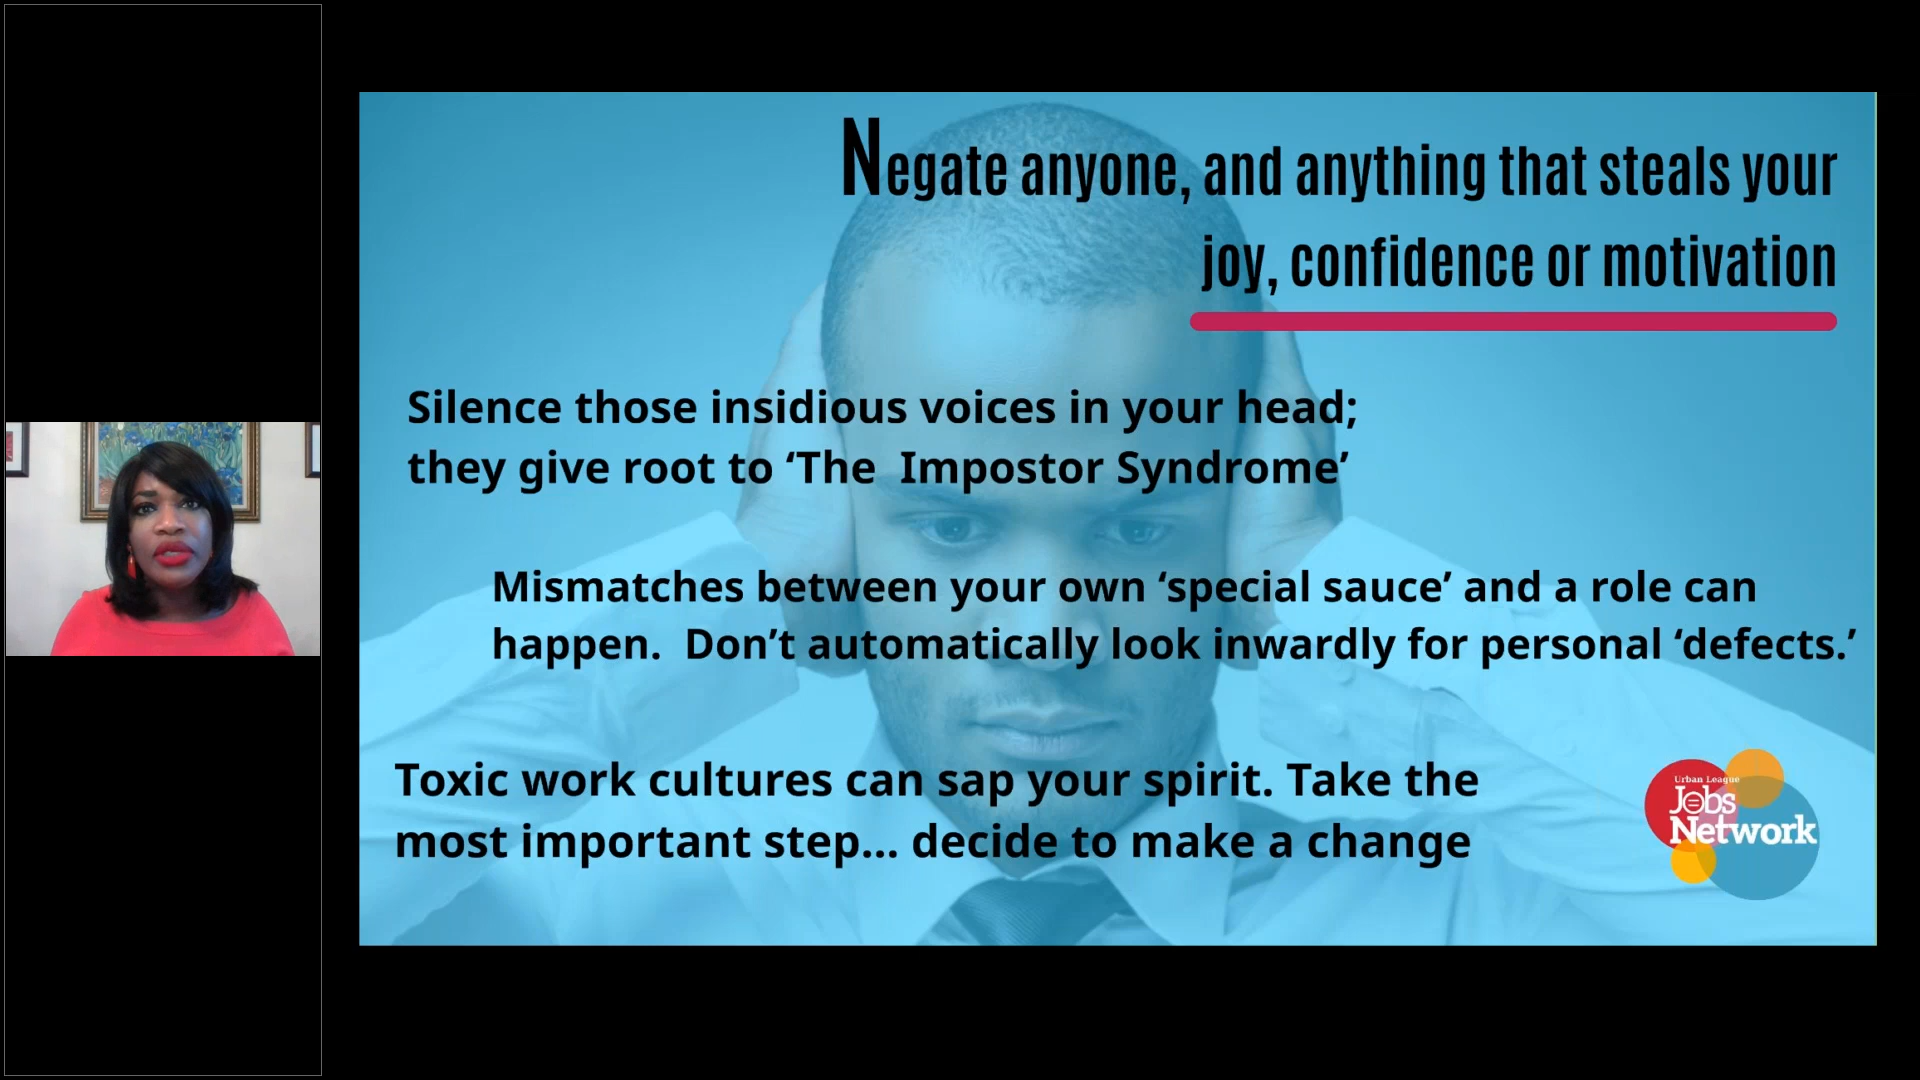 Negate anyone, and anything that steals your
joy, confidence or motivation
Silence those insidious voices in your head;
they give root to ‘The  Impostor Syndrome’
Mismatches between your own ‘special sauce’ and a role can
happen.  Don’t automatically look inwardly for personal ‘defects.’
Toxic work cultures can sap your spirit. Take the
most important step... decide to make a change
Urban League
Jobs
Network